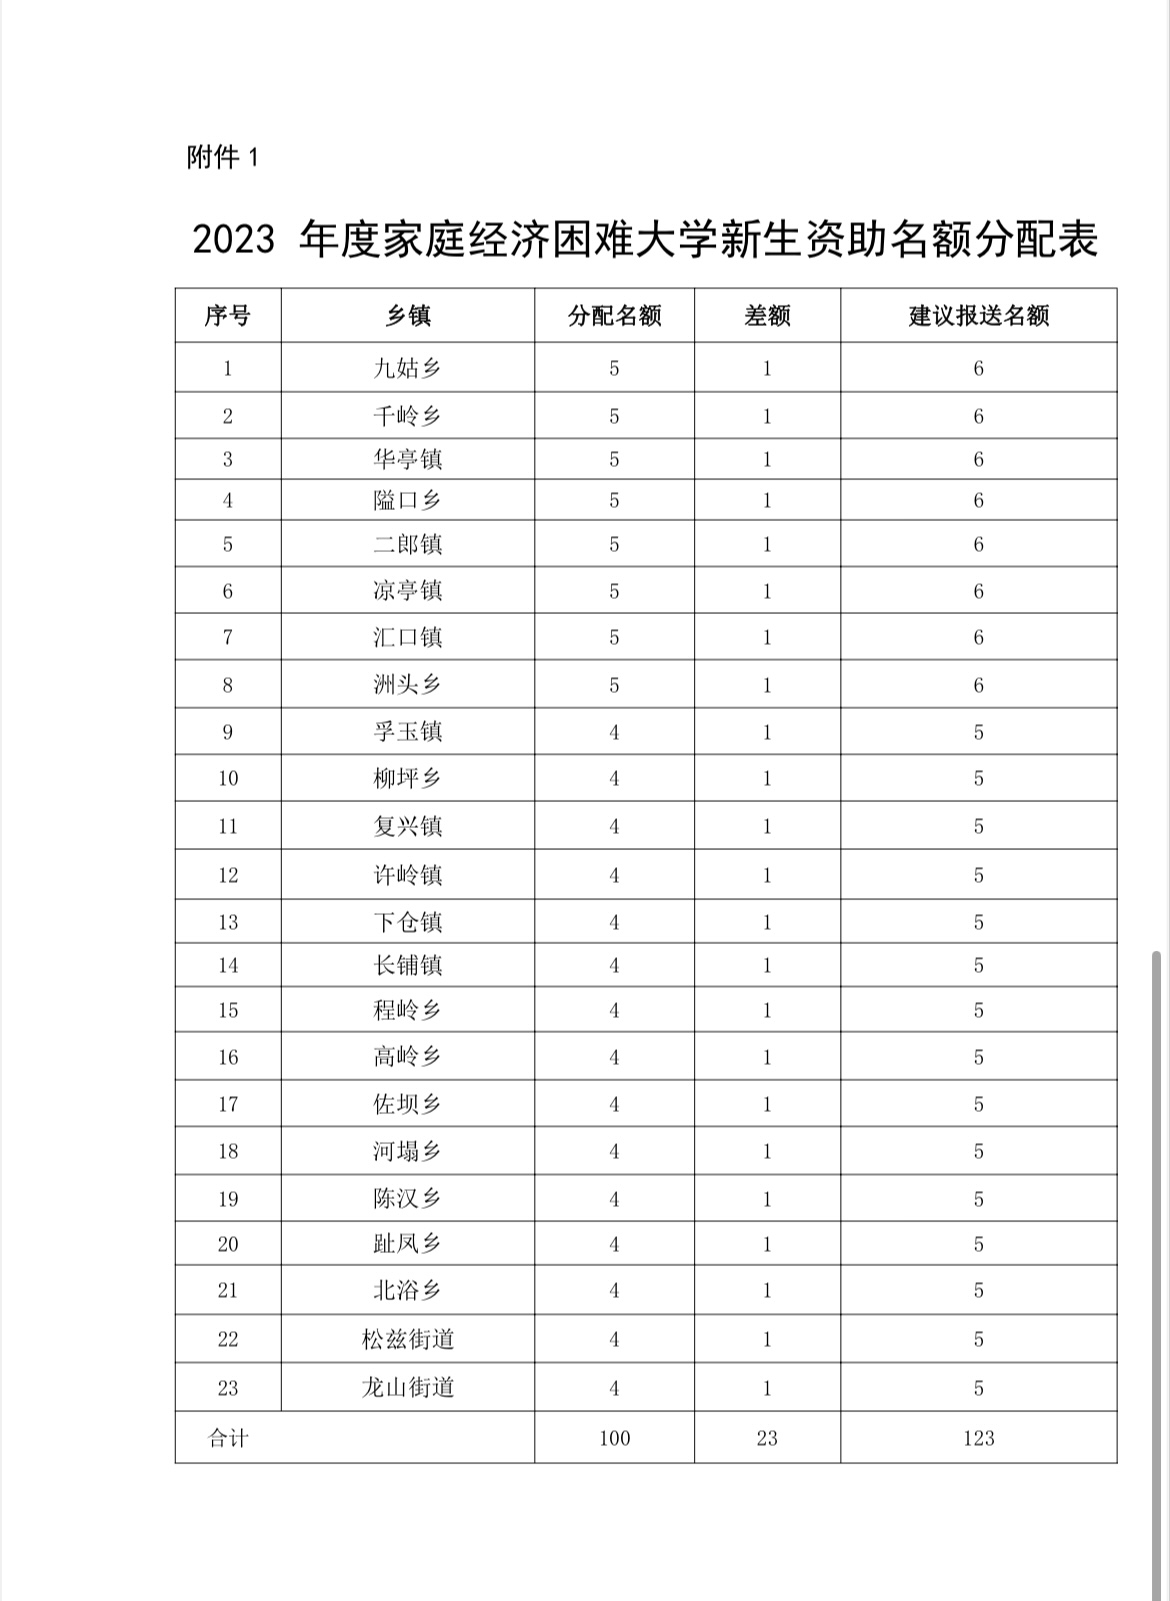 附件 1
2023 年度家庭经济困难大学新生资助名额分配表
序号 乡镇 分配名额 差额 建议报送名额
1 九姑乡 5 1 6
2 千岭乡 5 1 6
3 华亭镇 5 1 6
4 隘口乡 5 1 6
5 二郎镇 5 1 6
6 凉亭镇 5 1 6
7 汇口镇 5 1 6
8 洲头乡 5 1 6
9 孚玉镇 4 1 5
10 柳坪乡 4 1 5
11 复兴镇 4 1 5
12 许岭镇 4 1 5
13 下仓镇 4 1 5
14 长铺镇 4 1 5
15 程岭乡 4 1 5
16 高岭乡 4 1 5
17 佐坝乡 4 1 5
18 河塌乡 4 1 5
19 陈汉乡 4 1 5
20 趾凤乡 4 1 5
21 北浴乡 4 1 5
22 松兹街道 4 1 5
23 龙山街道 4 1 5
合计 100 23 123